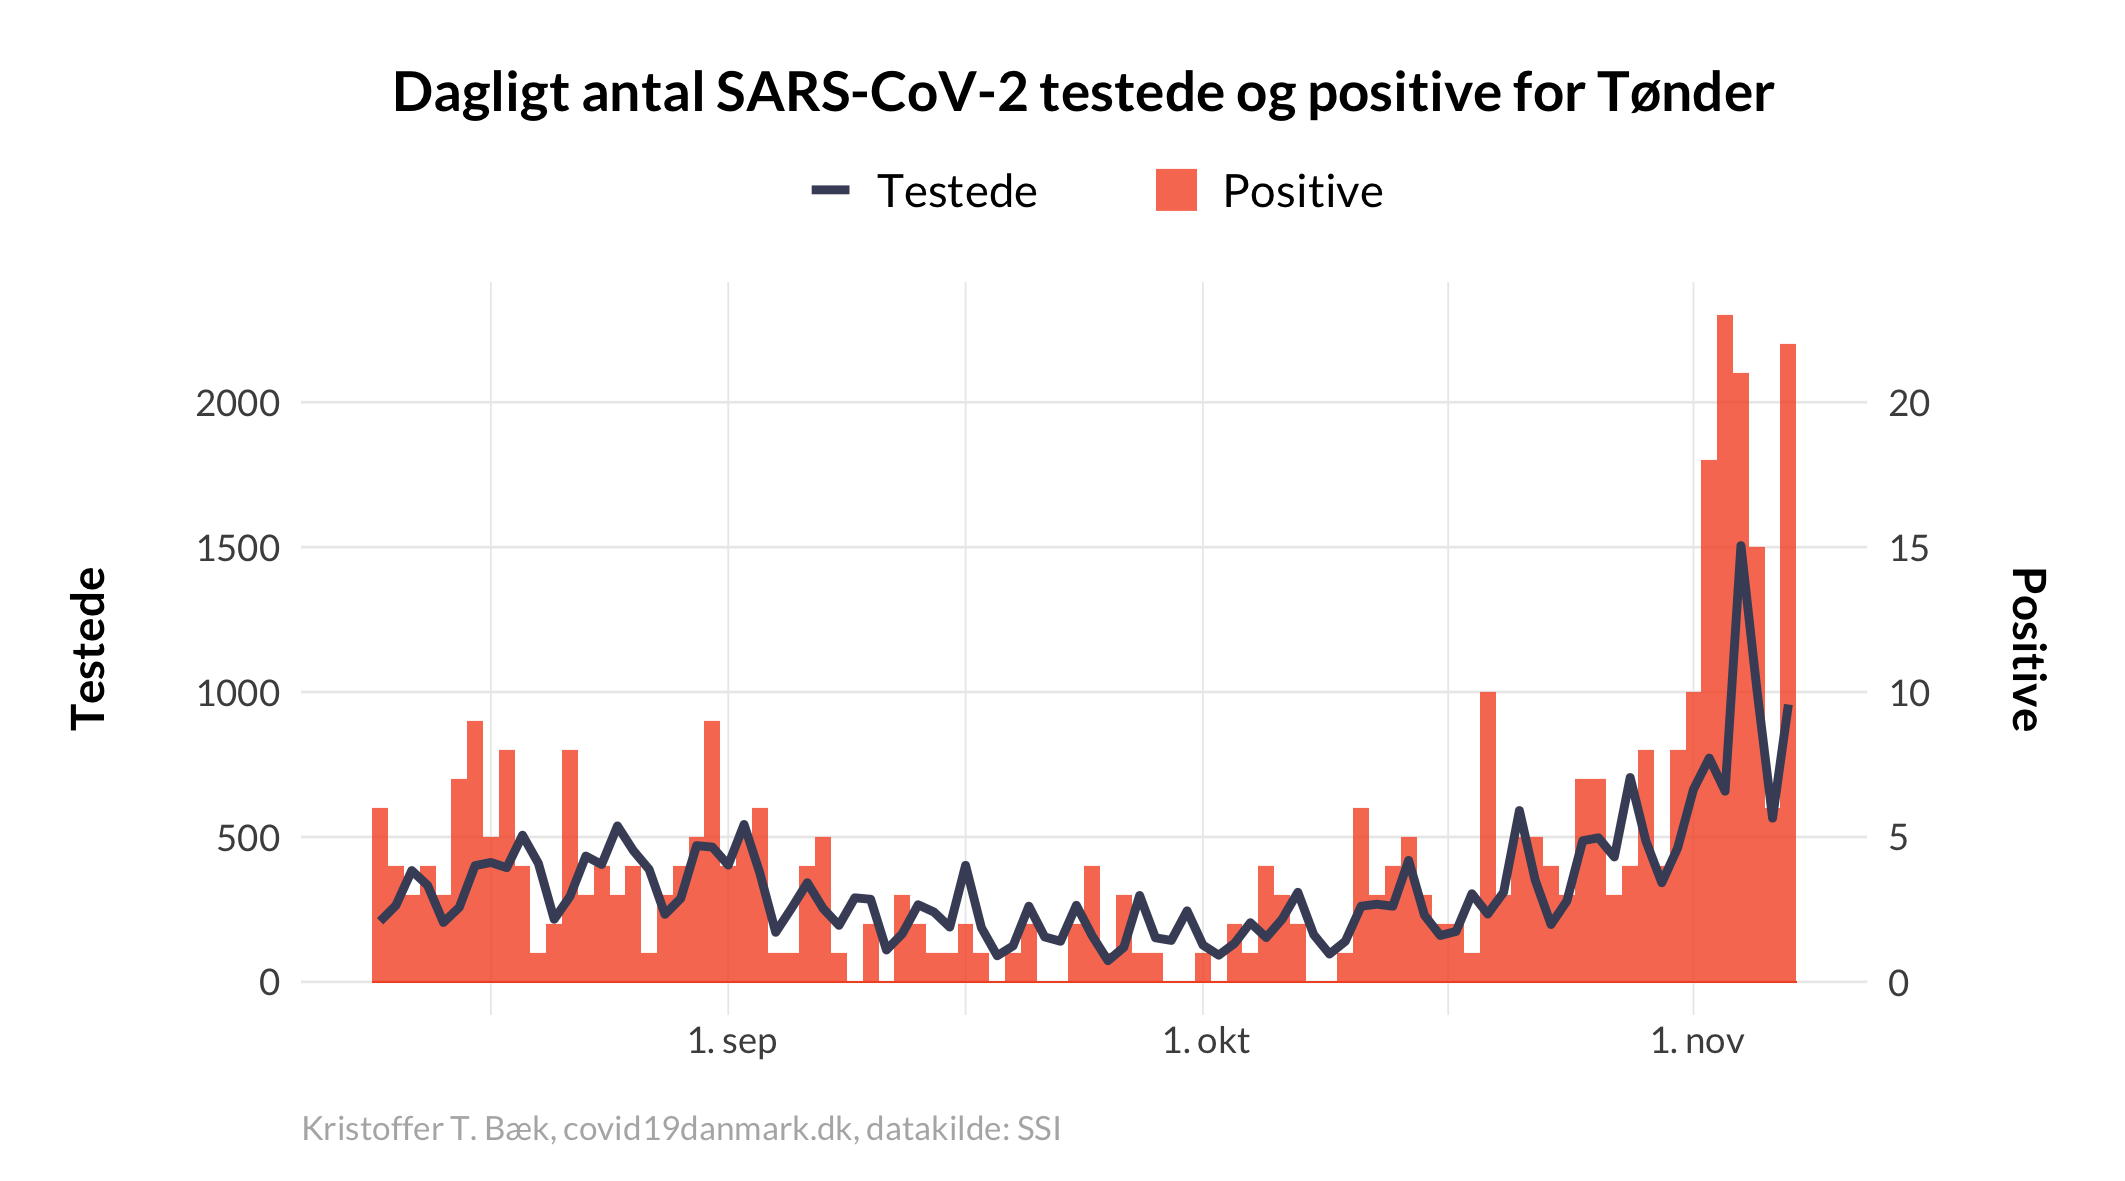 Dagligt antal SARS-CoV-2 testede og positive for Tønder
Testede
Positive
2000
1500
1000
500
0
20
15
10
5
0
Testede
Positive
1. sep
1. okt
1. nov
Kristoffer T. Bæk, covid19danmark.dk, datakilde: SSI